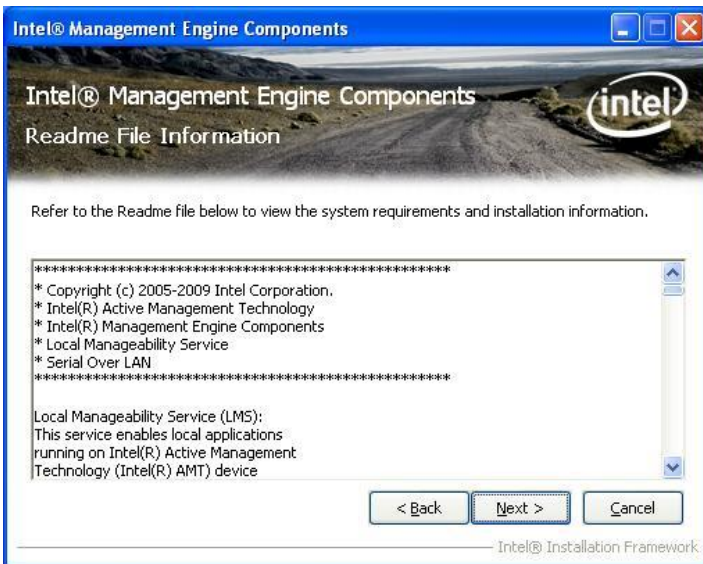 Intel® Management Engine Components
Intel® Management Engine Components
intel
Readme File Information
Refer to the Readme file below to view the system requirements and installation information.
**************************************************
* Copyright (c) 2005-2009 Intel Corporation.
* Intel(R) Active Management Technology
* Intel(R) Management Engine Components
* Local Manageability Service
* Serial Over LAN
**************************************************
Local Manageability Service (LMS):
This service enables local applications
running on Intel(R) Active Management
Technology (Intel(R) AMT) device
< Back Next > Cancel
Intel® Installation Framework